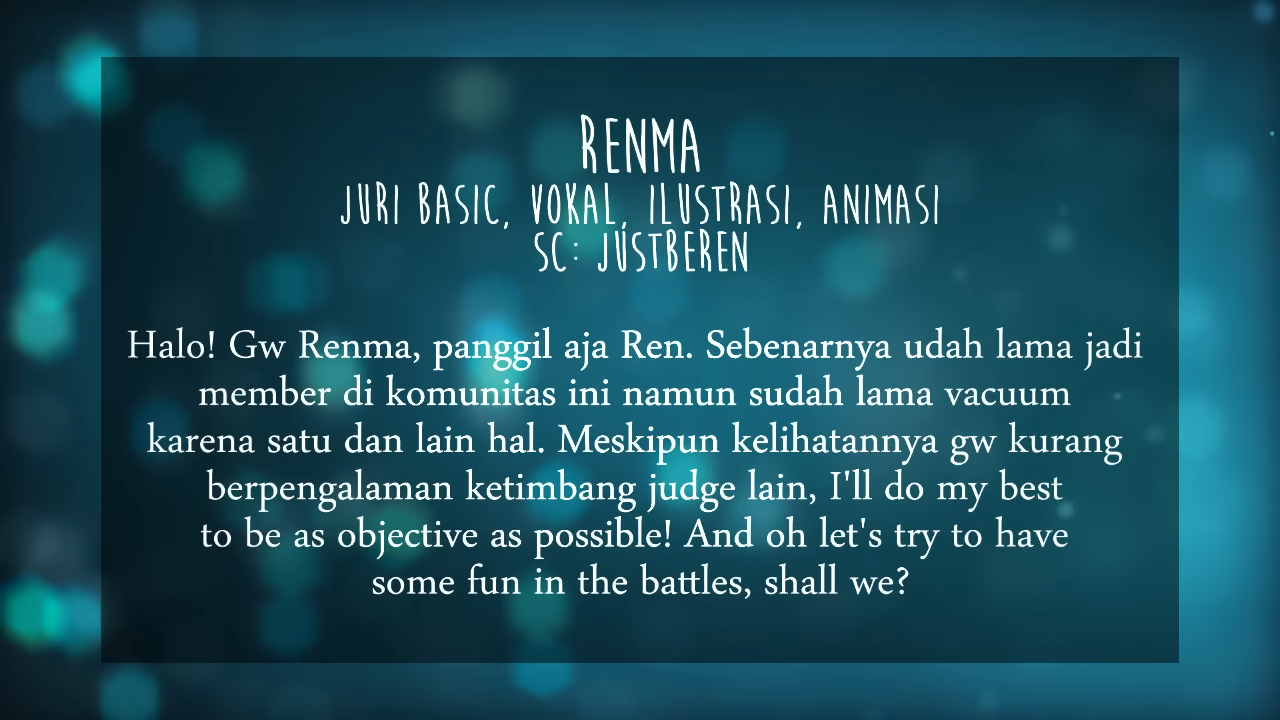 RENMA
JURI BASIC, VOKAL, ILUSTRASI, ANIMASI
SC: JUSTBEREN
Halo! Gw Renma, panggil aja Ren. Sebenarnya udah lama jadi
member di komunitas ini namun sudah lama vacuum
karena satu dan lain hal. Meskipun kelihatannya gw kurang
berpengalaman ketimbang judge lain, I'll do my best
to be as objective as possible! And oh let's try to have
some fun in the battles, shall we?